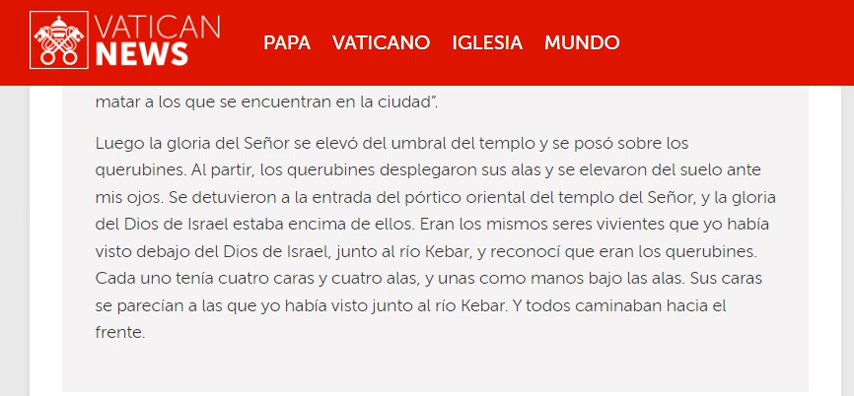 VATICAN
NEWS
PAPA VATICANO IGLESIA MUNDO
matar a los que se encuentran en la ciudad”.
Luego la gloria del Señor se elevó del umbral del templo y se posó sobre los
querubines. Al partir, los querubines desplegaron sus alas y se elevaron del suelo ante
mis ojos. Se detuvieron a la entrada del pórtico oriental del templo del Señor, y la gloria
del Dios de Israel estaba encima de ellos. Eran los mismos seres vivientes que yo había
visto debajo del Dios de Israel, junto al río Kebar, y reconocí que eran los querubines.
Cada uno tenía cuatro caras y cuatro alas, y unas como manos bajo las alas. Sus caras
se parecían a las que yo había visto junto al río Kebar. Y todos caminaban hacia el
frente.